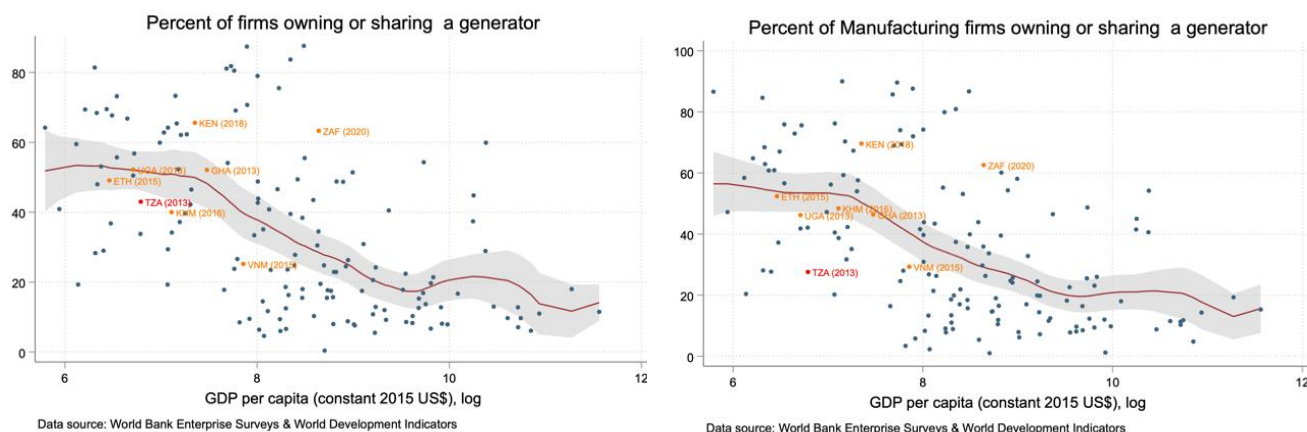 Percent of firms owning or sharing a generator
80
60
40
20
0
KEN (2018)
ZAF (2020)
GHA (2013)
ETH (2015)
TZA (2013)
KHM (2016)
VNM (2015)
6
8
10
12
GDP per capita (constant 2015 US$), log
Data source: World Bank Enterprise Surveys & World Development Indicators
Percent of Manufacturing firms owning or sharing a generator
100
80
60
40
20
0
KEN (2018)
ZAF (2020)
ETH (2015)
KHM (2016)
UGA (2013)
GHA (2013)
VNM (2015)
TZA (2013)
6
8
10
12
GDP per capita (constant 2015 US$), log
Data source: World Bank Enterprise Surveys & World Development Indicators